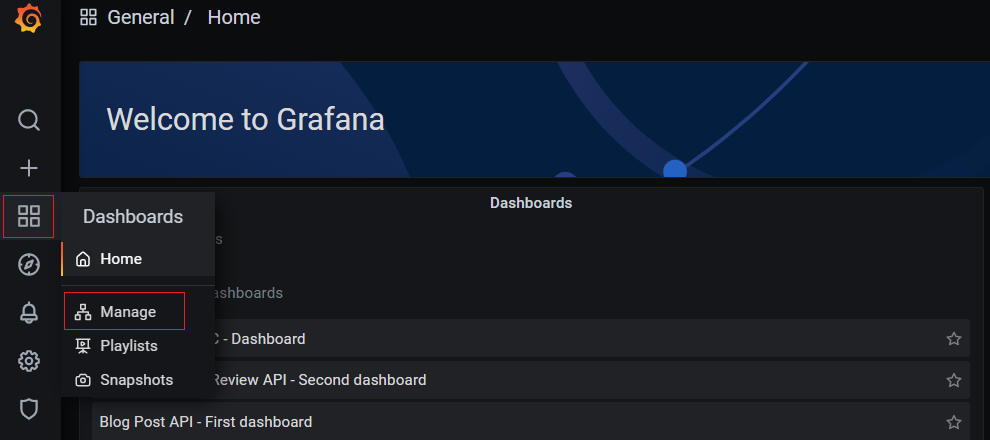 General / Home
Welcome to Grafana
Dashboards
Dashboards
Home
Manage
Playlists
Snapshots
Dashboards
- Dashboard
Review API - Second dashboard
Blog Post API - First dashboard